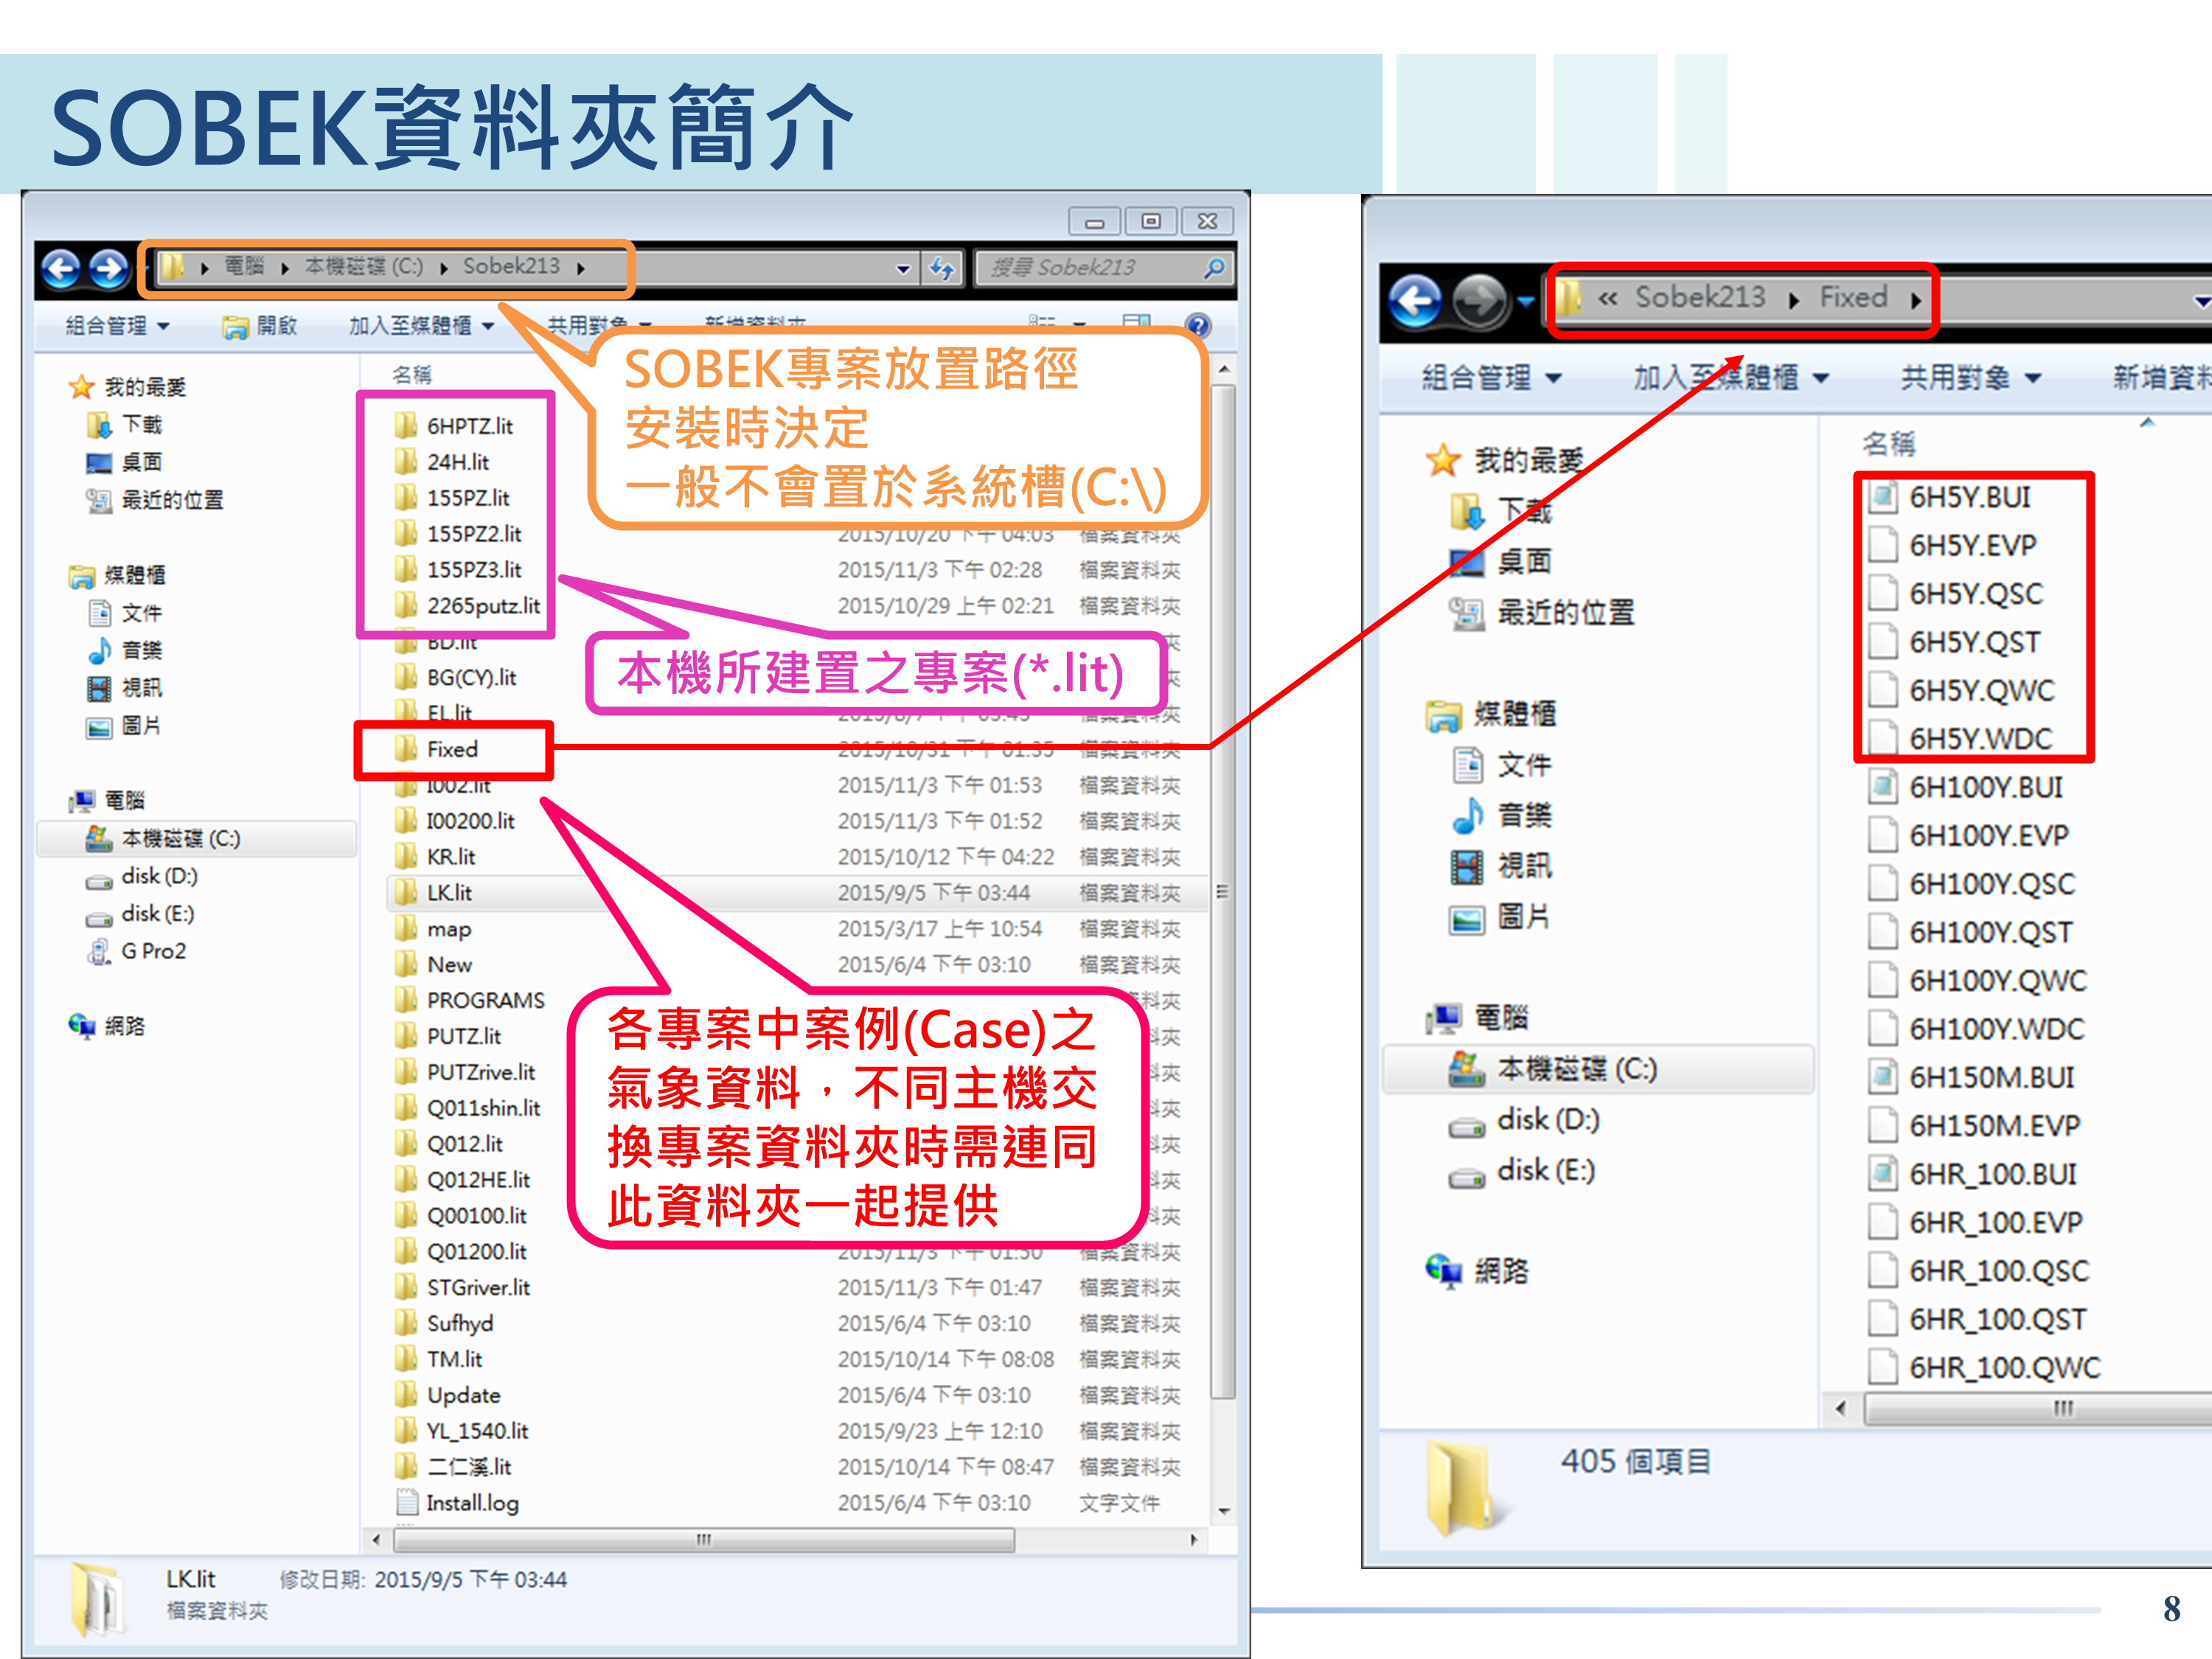 SOBEK資料夾簡介
電腦 本機磁碟 (C:) Sobek213
搜尋 Sobek213
組合管理 開啟 加入至媒體櫃 共用對象 新增資料夾
SOBEK專案放置路徑
安裝時決定
一般不會置於系統槽(C:\)
我的最愛
下載
桌面
最近的位置
媒體櫃
文件
音樂
視訊
圖片
電腦
本機磁碟 (C:)
disk (D:)
disk (E:)
G Pro2
網路
名稱
6HPTZ.lit
24H.lit
155PZ.lit
155PZ2.lit 2015/10/20 下午 04:03 檔案資料夾
155PZ3.lit 2015/11/3 下午 02:28 檔案資料夾
2265putz.lit 2015/10/29 上午 02:21 檔案資料夾
BD.lit
BG(CY).lit
EL.lit
Fixed 2015/10/31 下午 01:35 檔案資料夾
I002.lit 2015/11/3 下午 01:53 檔案資料夾
I00200.lit 2015/11/3 下午 01:52 檔案資料夾
KR.lit 2015/10/12 下午 04:22 檔案資料夾
LK.lit 2015/9/5 下午 03:44 檔案資料夾
map 2015/3/17 上午 10:54 檔案資料夾
New 2015/6/4 下午 03:10 檔案資料夾
PROGRAMS
PUTZ.lit
PUTZrive.lit
Q011shin.lit
Q012.lit
Q012HE.lit
Q00100.lit
Q01200.lit 2015/11/3 下午 01:50 檔案資料夾
STGriver.lit 2015/11/3 下午 01:47 檔案資料夾
Sufhyd 2015/6/4 下午 03:10 檔案資料夾
TM.lit 2015/10/14 下午 08:08 檔案資料夾
Update 2015/6/4 下午 03:10 檔案資料夾
YL_1540.lit 2015/9/23 上午 12:10 檔案資料夾
二仁溪.lit 2015/10/14 下午 08:47 檔案資料夾
Install.log 2015/6/4 下午 03:10 文字文件
本機所建置之專案(*.lit)
各專案中案例(Case)之
氣象資料，不同主機交
換專案資料夾時需連同
此資料夾一起提供
LK.lit 修改日期: 2015/9/5 下午 03:44
檔案資料夾
« Sobek213 Fixed
組合管理 加入至媒體櫃 共用對象 新增資料
我的最愛
下載
桌面
最近的位置
媒體櫃
文件
音樂
視訊
圖片
電腦
本機磁碟 (C:)
disk (D:)
disk (E:)
網路
名稱
6H5Y.BUI
6H5Y.EVP
6H5Y.QSC
6H5Y.QST
6H5Y.QWC
6H5Y.WDC
6H100Y.BUI
6H100Y.EVP
6H100Y.QSC
6H100Y.QST
6H100Y.QWC
6H100Y.WDC
6H150M.BUI
6H150M.EVP
6HR_100.BUI
6HR_100.EVP
6HR_100.QSC
6HR_100.QST
6HR_100.QWC
405 個項目
8